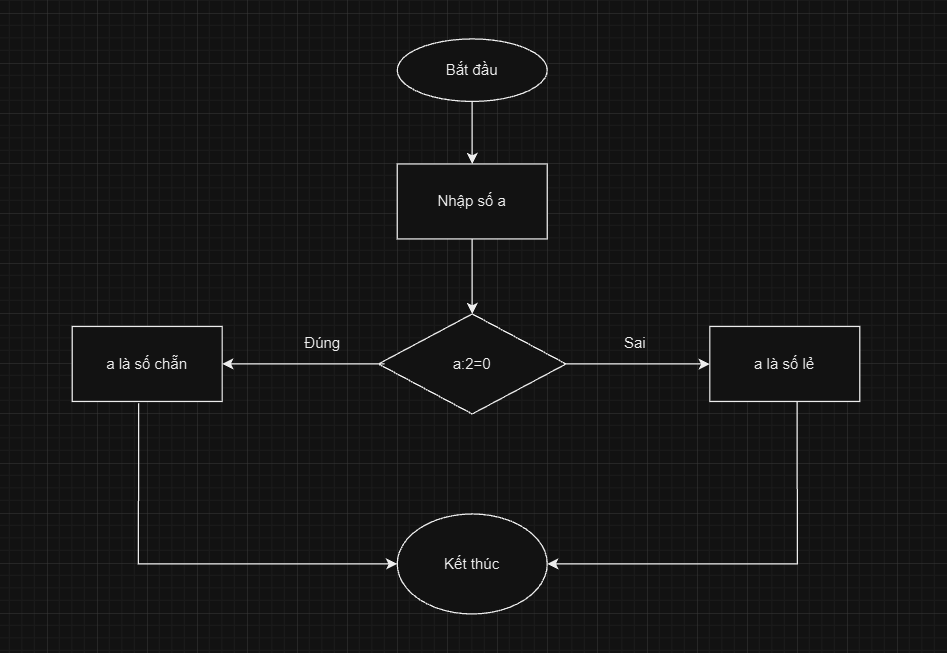 Bắt đầu
Nhập số a
Đúng
Sai
a là số chẵn
a:2=0
a là số lẻ
Kết thúc